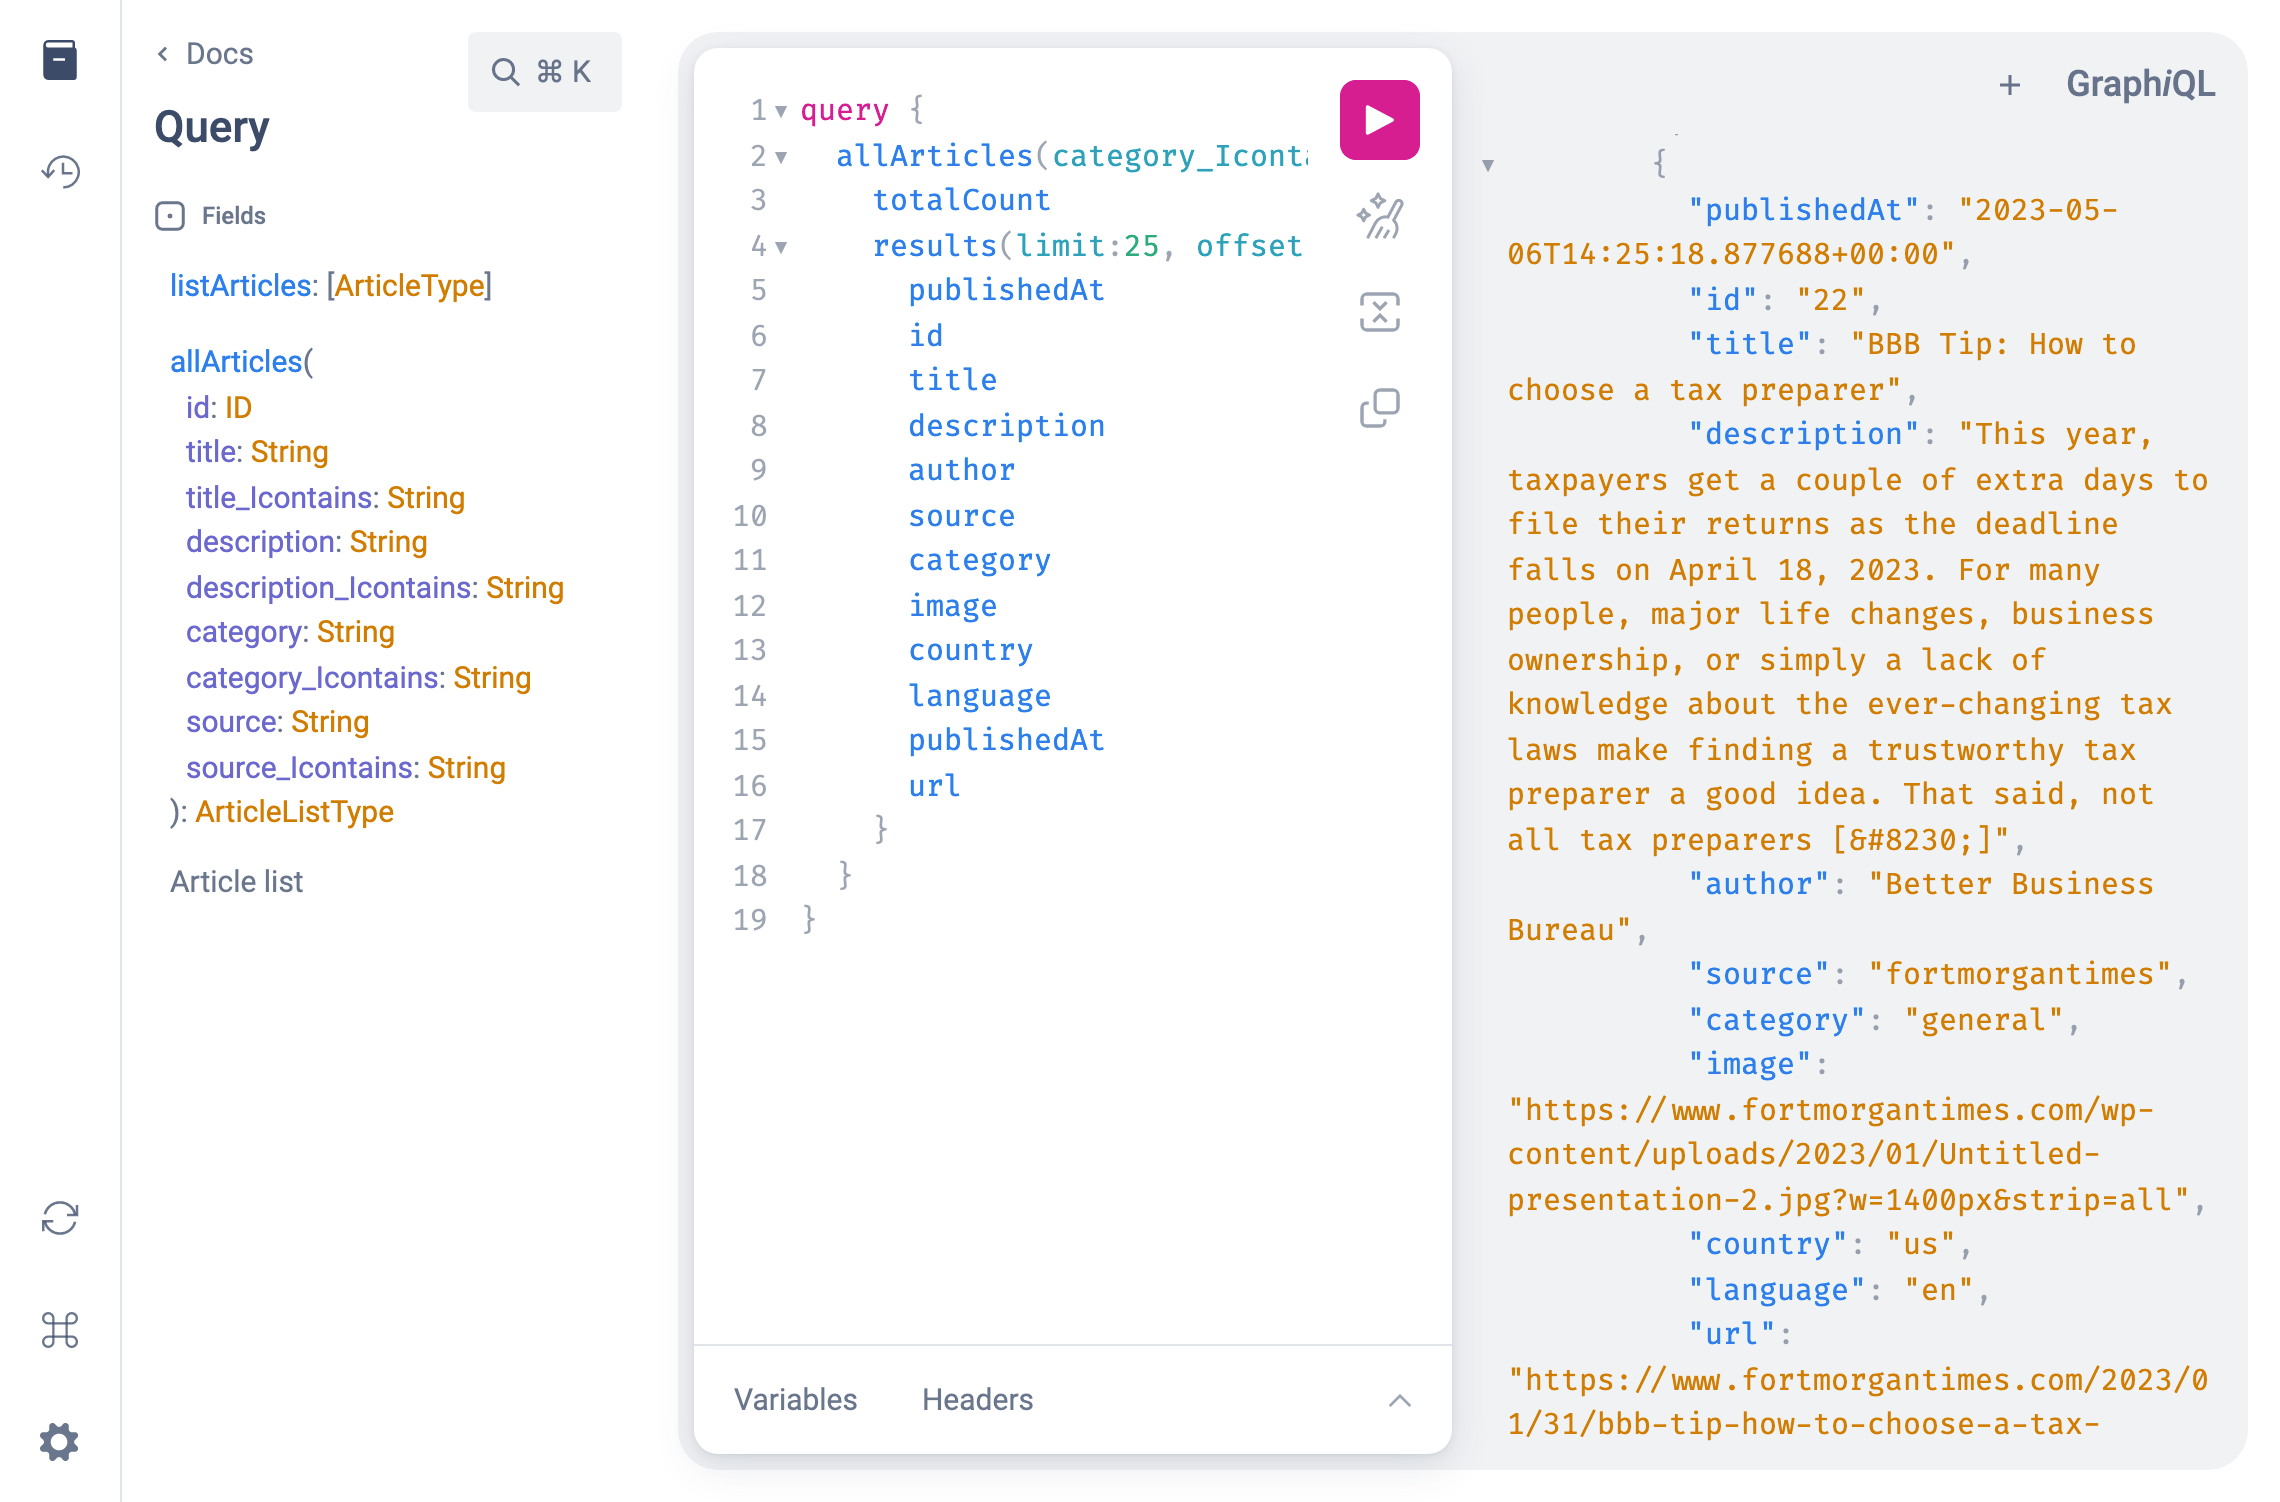 Docs
⌘ K
Query
Fields
listArticles: [ArticleType]
allArticles(
id: ID
title: String
title_Icontains: String
description: String
description_Icontains: String
category: String
category_Icontains: String
source: String
source_Icontains: String
): ArticleListType
Article list
1 query {
2 allArticles(category_Iconta
3 totalCount
4 results(limit:25, offset
5 publishedAt
6 id
7 title
8 description
9 author
10 source
11 category
12 image
13 country
14 language
15 publishedAt
16 url
17 }
18 }
19 }
Variables Headers
+ GraphiQL
{
"publishedAt": "2023-05-
06T14:25:18.877688+00:00",
"id": "22",
"title": "BBB Tip: How to
choose a tax preparer",
"description": "This year,
taxpayers get a couple of extra days to
file their returns as the deadline
falls on April 18, 2023. For many
people, major life changes, business
ownership, or simply a lack of
knowledge about the ever-changing tax
laws make finding a trustworthy tax
preparer a good idea. That said, not
all tax preparers [&#8230;]",
"author": "Better Business
Bureau",
"source": "fortmorgantimes",
"category": "general",
"image":
"https://www.fortmorgantimes.com/wp-
content/uploads/2023/01/Untitled-
presentation-2.jpg?w=1400px&strip=all",
"country": "us",
"language": "en",
"url":
"https://www.fortmorgantimes.com/2023/0
1/31/bbb-tip-how-to-choose-a-tax-